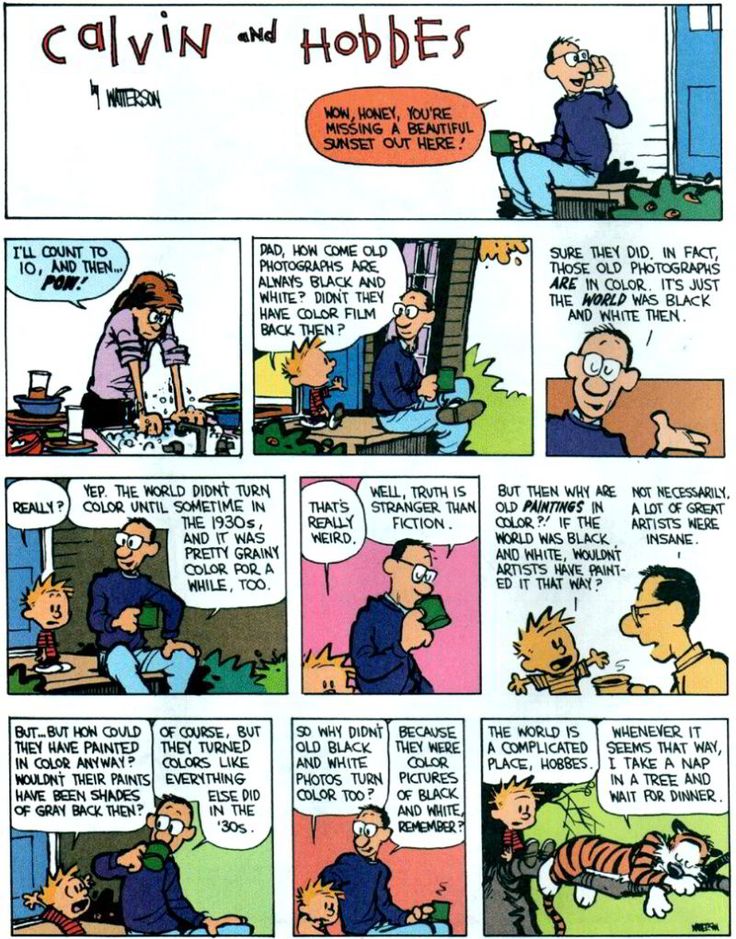 Calvin and Hobbes
by Watterson
WOW, HONEY, YOU'RE
MISSING A BEAUTIFUL
SUNSET OUT HERE!
I'LL COUNT TO
10, AND THEN...
POW!
DAD, HOW COME OLD
PHOTOGRAPHS ARE
ALWAYS BLACK AND
WHITE? DIDN'T THEY
HAVE COLOR FILM
BACK THEN?
SURE THEY DID. IN FACT,
THOSE OLD PHOTOGRAPHS
ARE IN COLOR. IT'S JUST
THE WORLD WAS BLACK
AND WHITE THEN.
REALLY?
YEP. THE WORLD DIDN'T TURN
COLOR UNTIL SOMETIME IN
THE 1930s,
AND IT WAS
PRETTY GRAINY
COLOR FOR A
WHILE, TOO.
THAT'S
REALLY
WEIRD.
WELL, TRUTH IS
STRANGER THAN
FICTION.
BUT THEN WHY ARE
OLD PAINTINGS IN
COLOR?! IF THE
WORLD WAS BLACK
AND WHITE, WOULDN'T
ARTISTS HAVE PAINT-
ED IT THAT WAY?
NOT NECESSARILY.
A LOT OF GREAT
ARTISTS WERE
INSANE.
BUT... BUT HOW COULD
THEY HAVE PAINTED
IN COLOR ANYWAY?
WOULDN'T THEIR PAINTS
HAVE BEEN SHADES
OF GRAY BACK THEN?
OF COURSE, BUT
THEY TURNED
COLORS LIKE
EVERYTHING
ELSE DID
IN THE
'30s.
SO WHY DIDN'T
OLD BLACK
AND WHITE
PHOTOS TURN
COLOR TOO?
BECAUSE
THEY WERE
COLOR
PICTURES
OF BLACK
AND WHITE,
REMEMBER?
THE WORLD IS
A COMPLICATED
PLACE, HOBBES.
WHENEVER IT
SEEMS THAT WAY,
I TAKE A NAP
IN A TREE AND
WAIT FOR DINNER.
WATTERSON